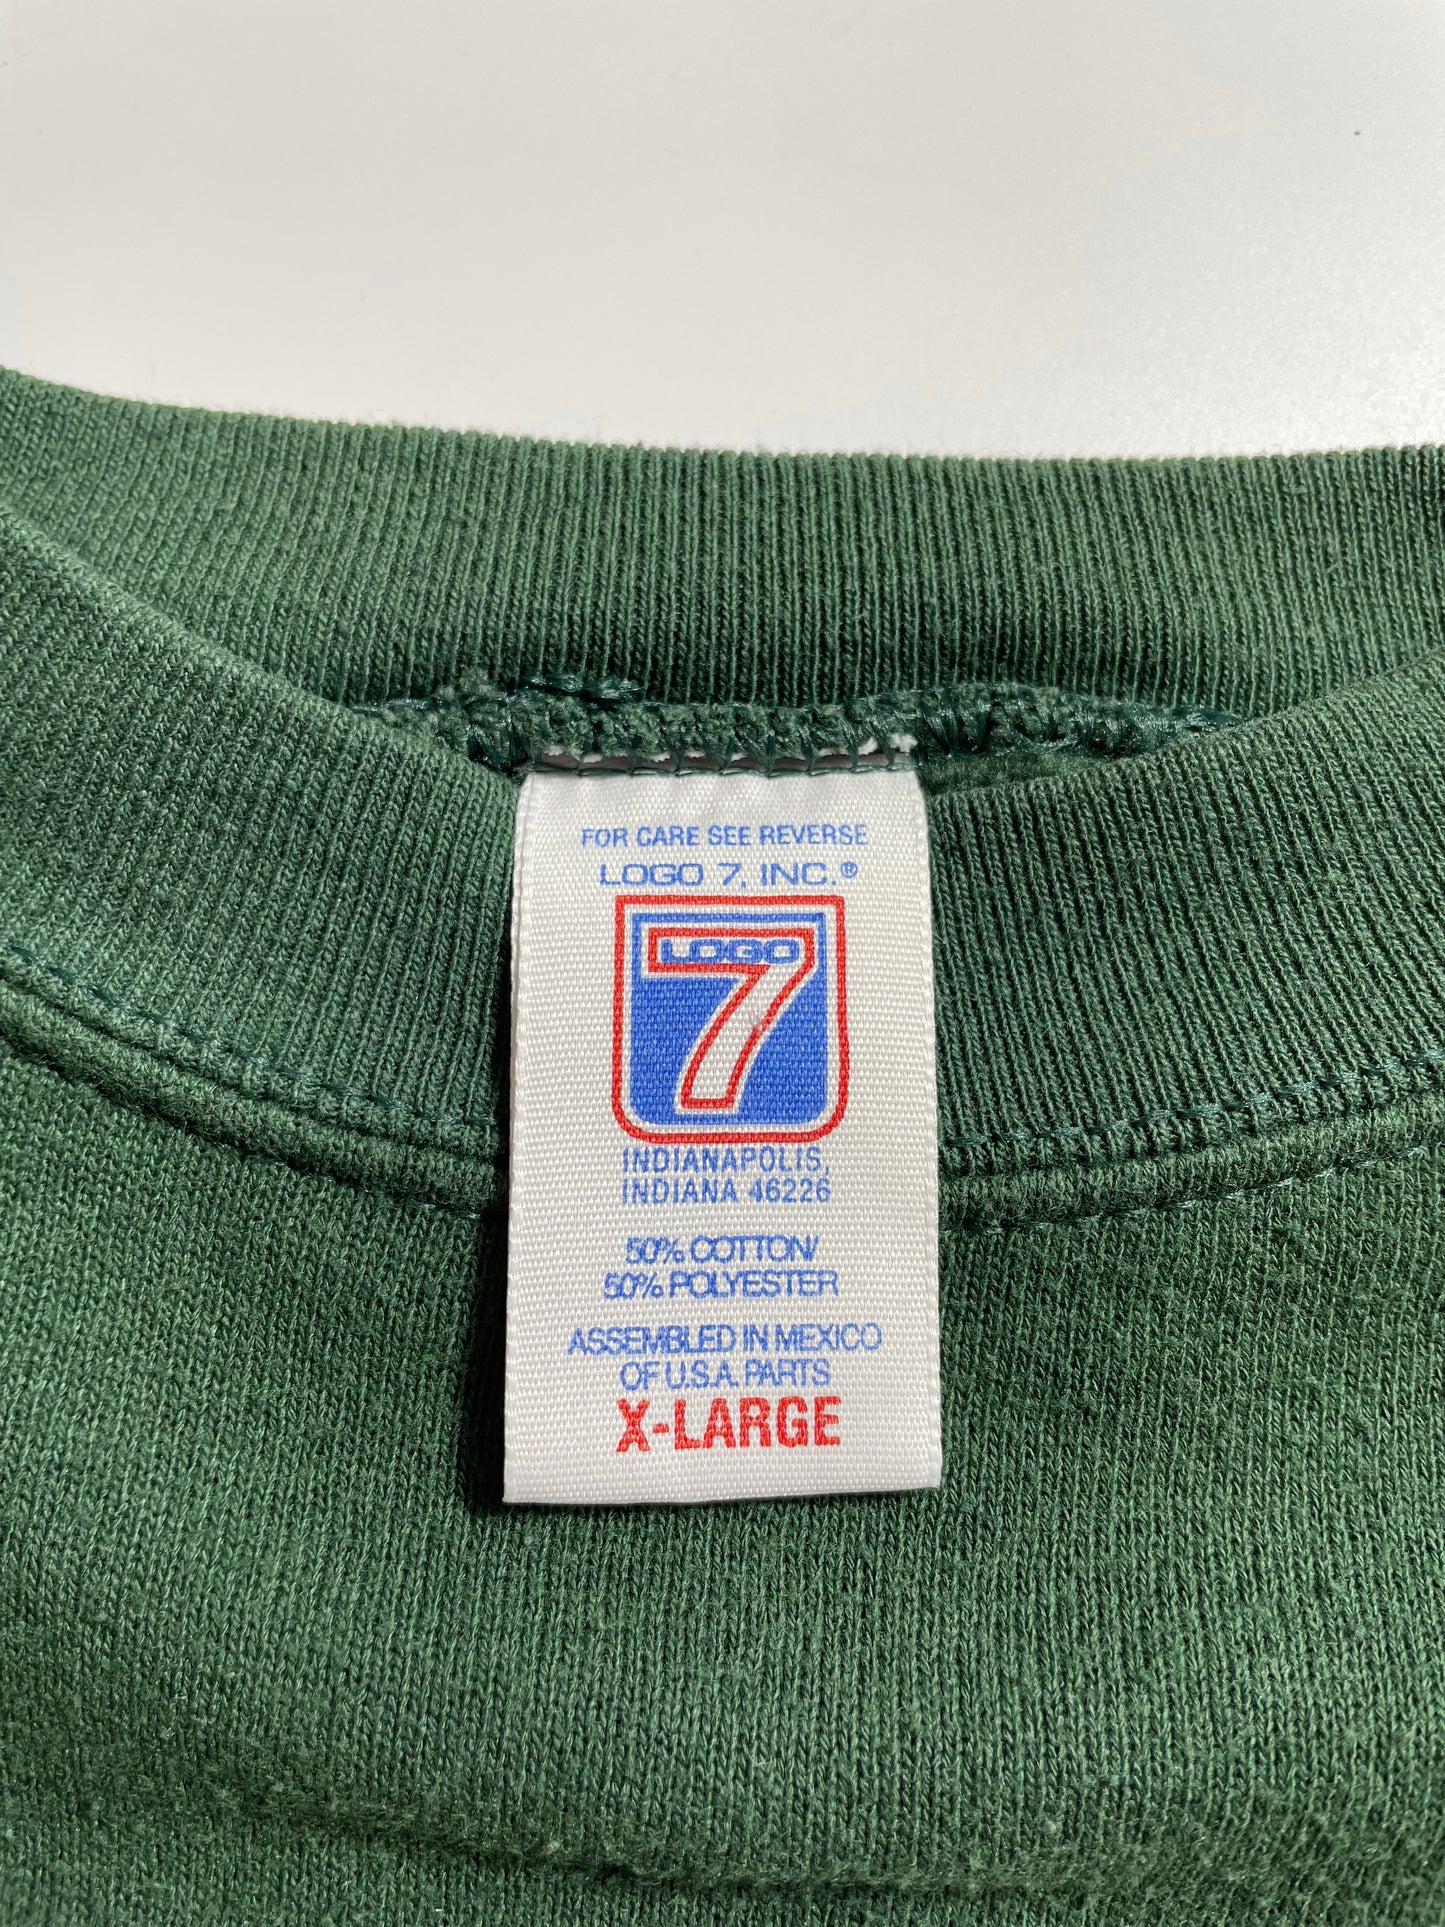 FOR CARE SEE REVERSE
LOGO 7, INC.®
LOGO
7
INDIANAPOLIS,
INDIANA 46226
50% COTTON/
50% POLYESTER
ASSEMBLED IN MEXICO
OF U.S.A. PARTS
X-LARGE